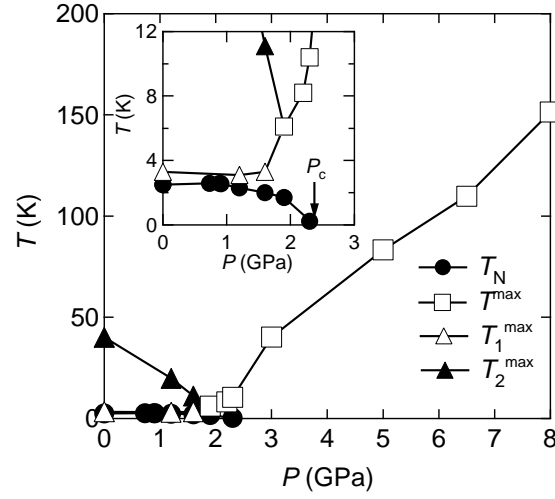 200
150
100
50
0
T (K)
0 1 2 3 4 5 6 7 8
P (GPa)
12
8
4
0
T (K)
0 1 2 3
P (GPa)
Pc
TN
Tmax
T1max
T2max